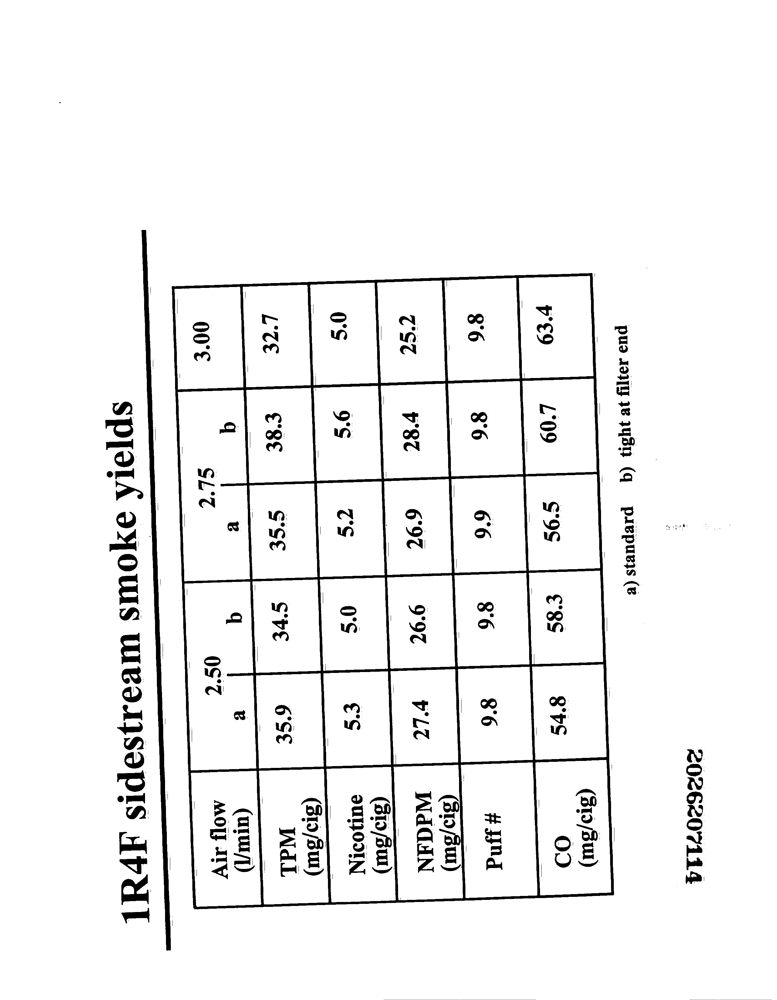 1R4F sidestream smoke yields
Air flow 2.50 2.75 3.00
(l/min) a b a b
TPM 35.9 34.5 35.5 38.3 32.7
(mg/cig)
Nicotine 5.3 5.0 5.2 5.6 5.0
(mg/cig)
NFDPM 27.4 26.6 26.9 28.4 25.2
(mg/cig)
Puff # 9.8 9.8 9.9 9.8 9.8
CO 54.8 58.3 56.5 60.7 63.4
(mg/cig)
a) standard b) tight at filter end
2026207114